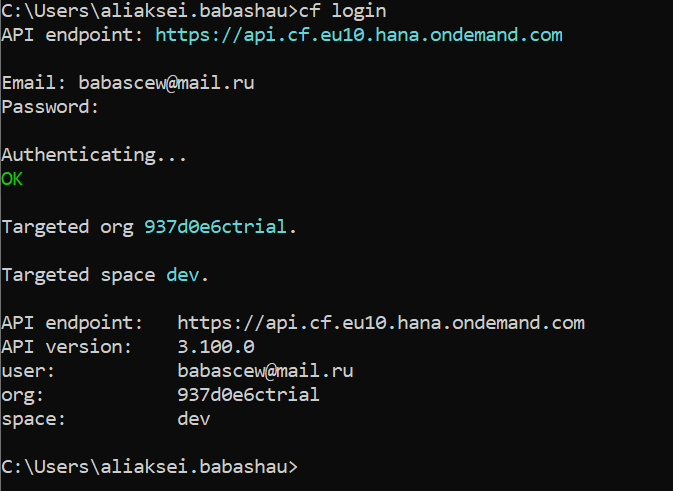 C:\Users\aliaksei.babashau>cf login
API endpoint: https://api.cf.eu10.hana.ondemand.com
Email: babascew@mail.ru
Password:
Authenticating...
OK
Targeted org 937d0e6ctrial.
Targeted space dev.
API endpoint:   https://api.cf.eu10.hana.ondemand.com
API version:    3.100.0
user:           babascew@mail.ru
org:            937d0e6ctrial
space:          dev
C:\Users\aliaksei.babashau>